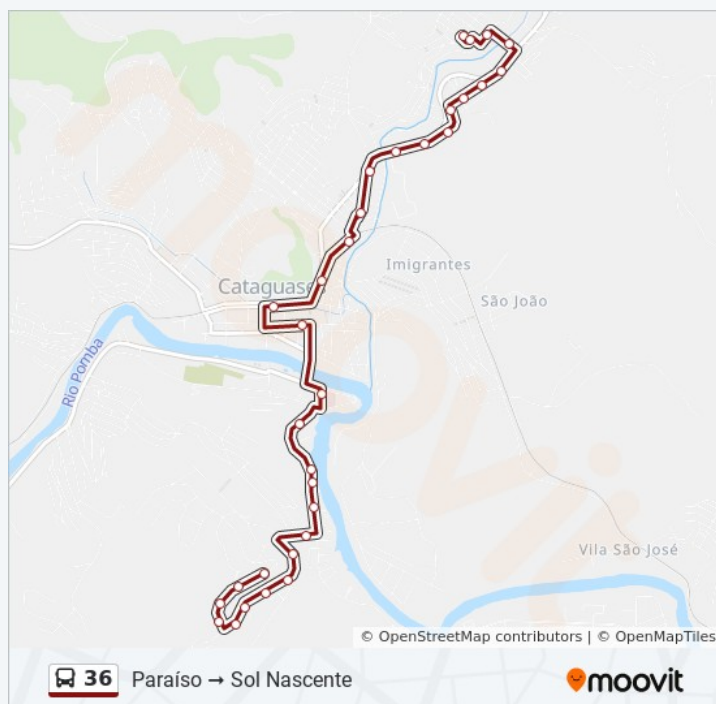 Imigrantes
Cataguases
São João
Rio Pomba
Vila São José
© OpenStreetMap contributors | © OpenMapTiles
36 Paraíso → Sol Nascente
moovit